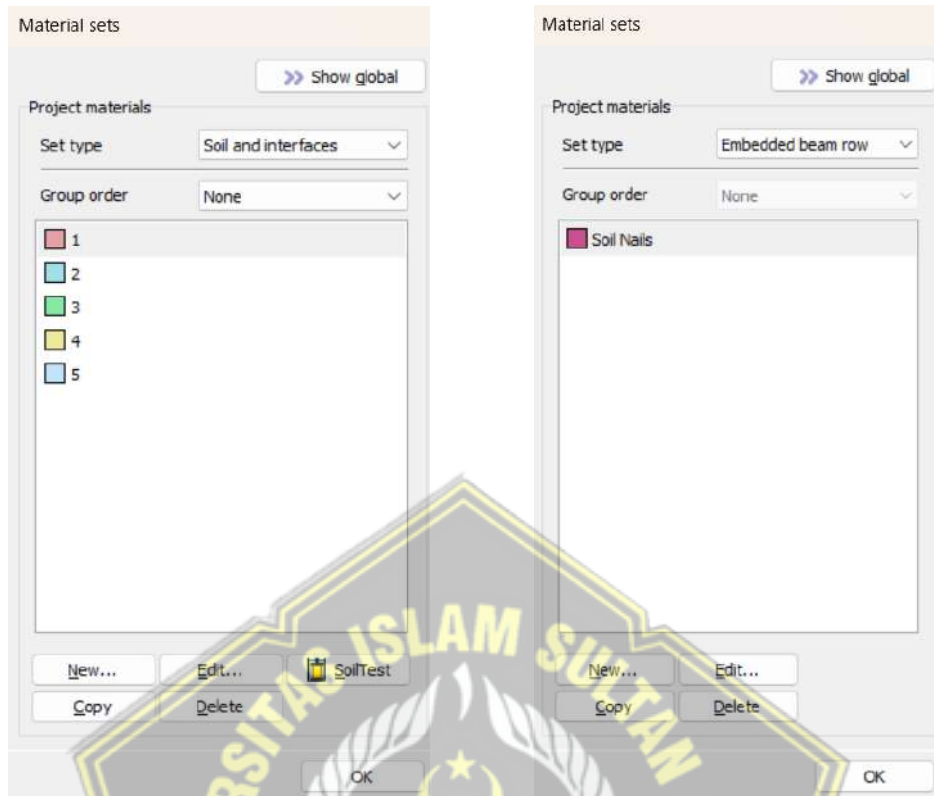 Material sets
Show global
Project materials
Set type Soil and interfaces
Group order None
1
2
3
4
5
New... Edit... SoilTest
Copy Delete
OK
Material sets
Show global
Project materials
Set type Embedded beam row
Group order None
Soil Nails
New... Edit...
Copy Delete
OK
RSITAS ISLAM SULTAN